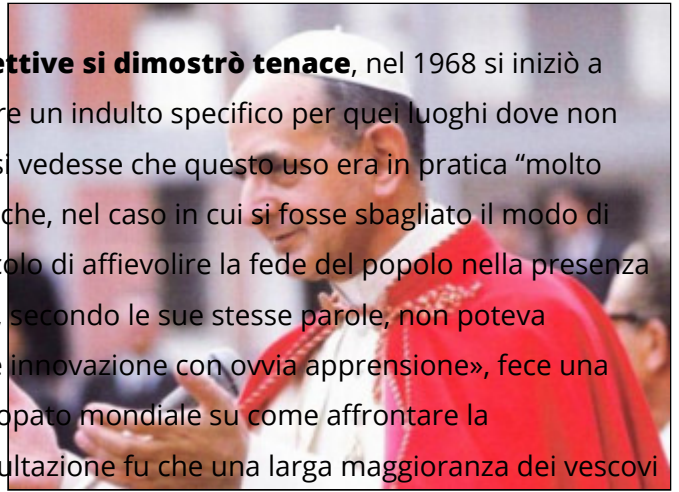 ettive si dimostrò tenace, nel 1968 si iniziò a
re un indulto specifico per quei luoghi dove non
si vedesse che questo uso era in pratica “molto
che, nel caso in cui si fosse sbagliato il modo di
colo di affievolire la fede del popolo nella presenza
secondo le sue stesse parole, non poteva
e innovazione con ovvia apprensione», fece una
opato mondiale su come affrontare la
ultazione fu che una larga maggioranza dei vescovi